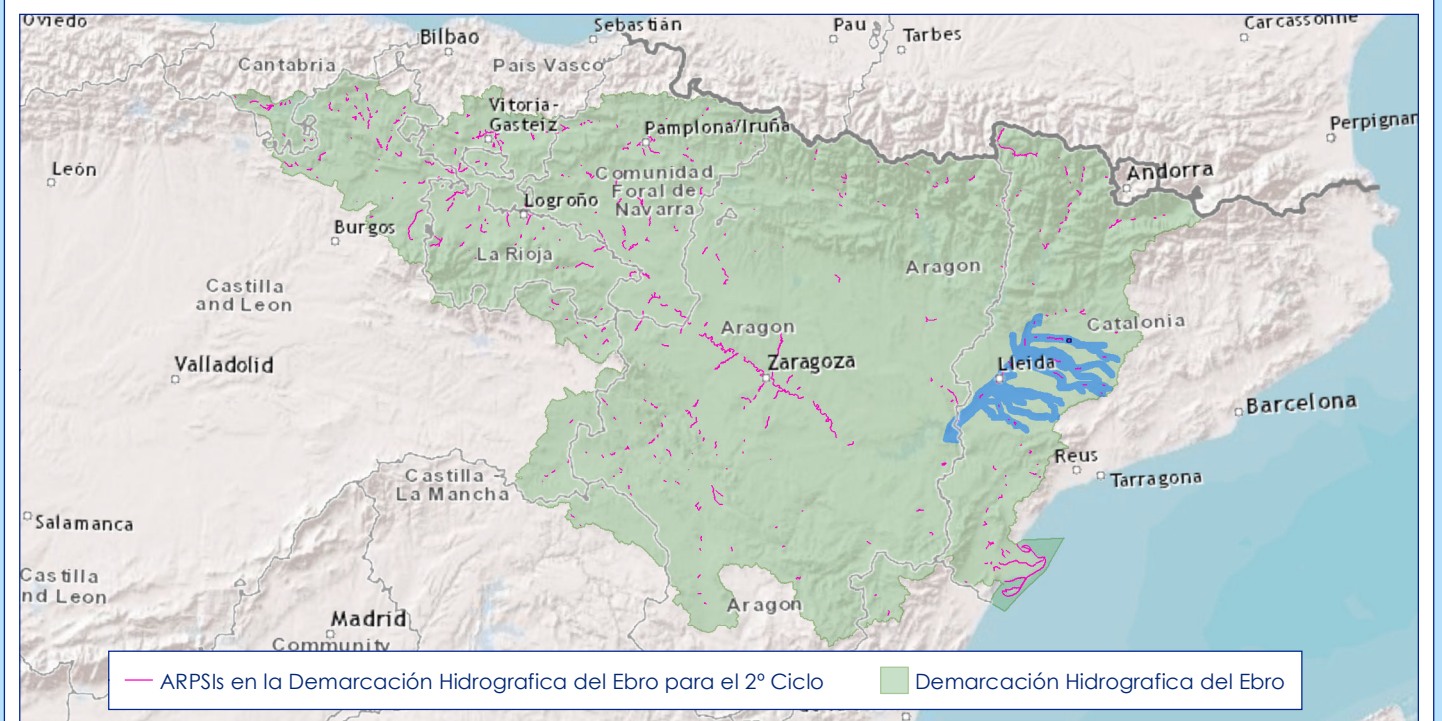 Oviedo
Sebastián
Pau
Tarbes
Carcassonne
Bilbao
Cantabria
Pais Vasco
Vitoria-
Gasteiz
Pamplona/Iruña
Perpignan
León
Comunidad
Foral de
Navarra
Andorra
Logroño
Burgos
La Rioja
Aragon
Castilla
and Leon
Aragon
Catalonia
Valladolid
Zaragoza
Lleida
Barcelona
Reus
Tarragona
Castilla
La Mancha
Salamanca
Castilla
nd Leon
Madrid
Aragon
Community
ARPSIs en la Demarcación Hidrografica del Ebro para el 2º Ciclo
Demarcación Hidrografica del Ebro